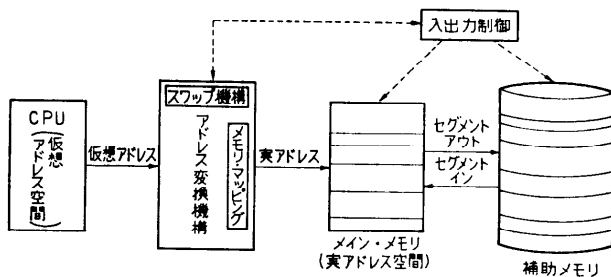 入出力制御
スワップ機構
CPU
(仮想
アドレス空間)
仮想アドレス
アドレス変換機構
メモリ・マッピング
実アドレス
セグメント
アウト
セグメント
イン
メイン・メモリ
(実アドレス空間)
補助メモリ